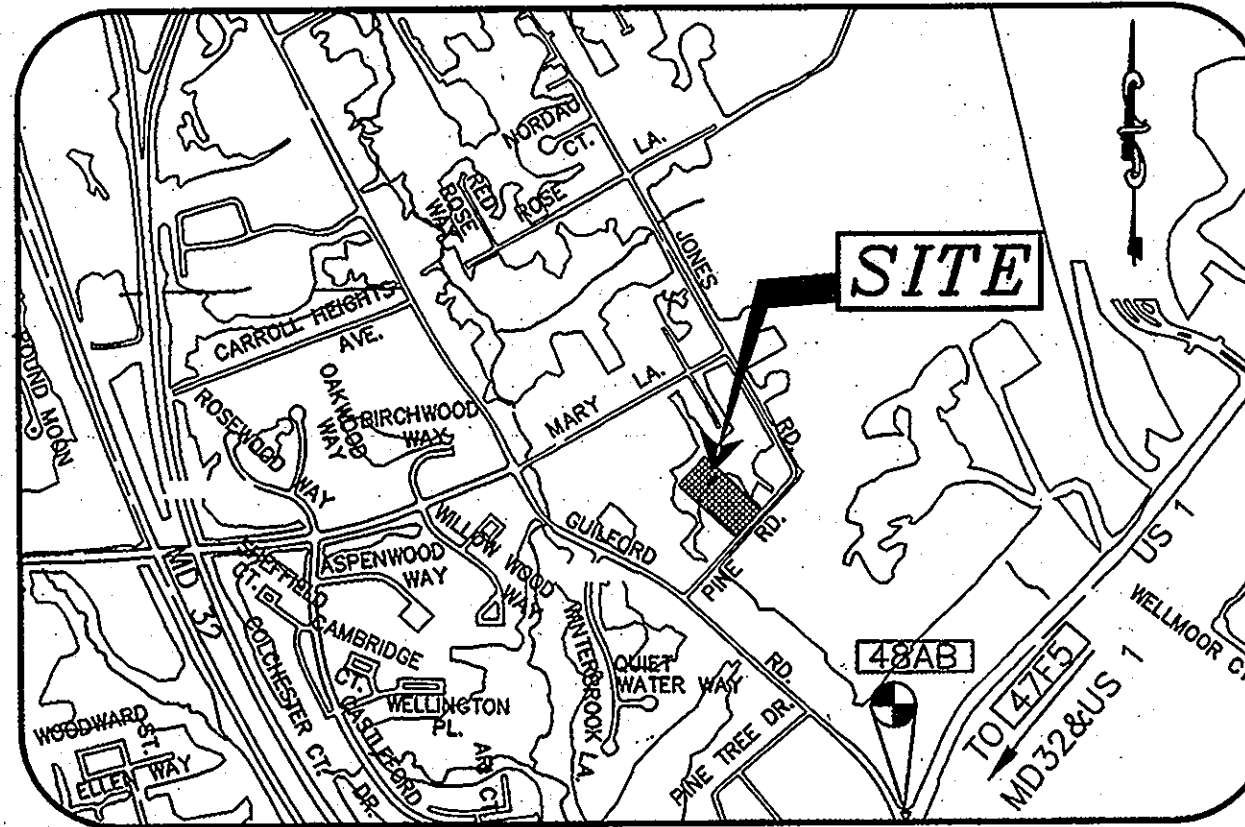 NORDAU
CT.
LA.
RED
ROSE
WAY
ROSE
JONES
SITE
CARROLL HEIGHTS
AVE.
LA.
OAKWOOD
WAY
BIRCHWOOD
WAY
MARY
ROSEWOOD
WAY
RD.
MOON
GUILFORD
RD.
US 1
MD 32
SHEFFIELD
CT.
ASPENWOOD
WAY
WILLOW WOOD
WAY
PINE
WELLMOOR
CAMBRIDGE
CT.
COLCHESTER CT.
WINTERBROOK LA.
QUIET
WATER WAY
RD.
48AB
WELLINGTON
PL.
CASTLEFORD
DR.
WOODWARD
ST.
ELLEN WAY
CT.
PINE TREE DR.
TO 47F5
MD32&US 1